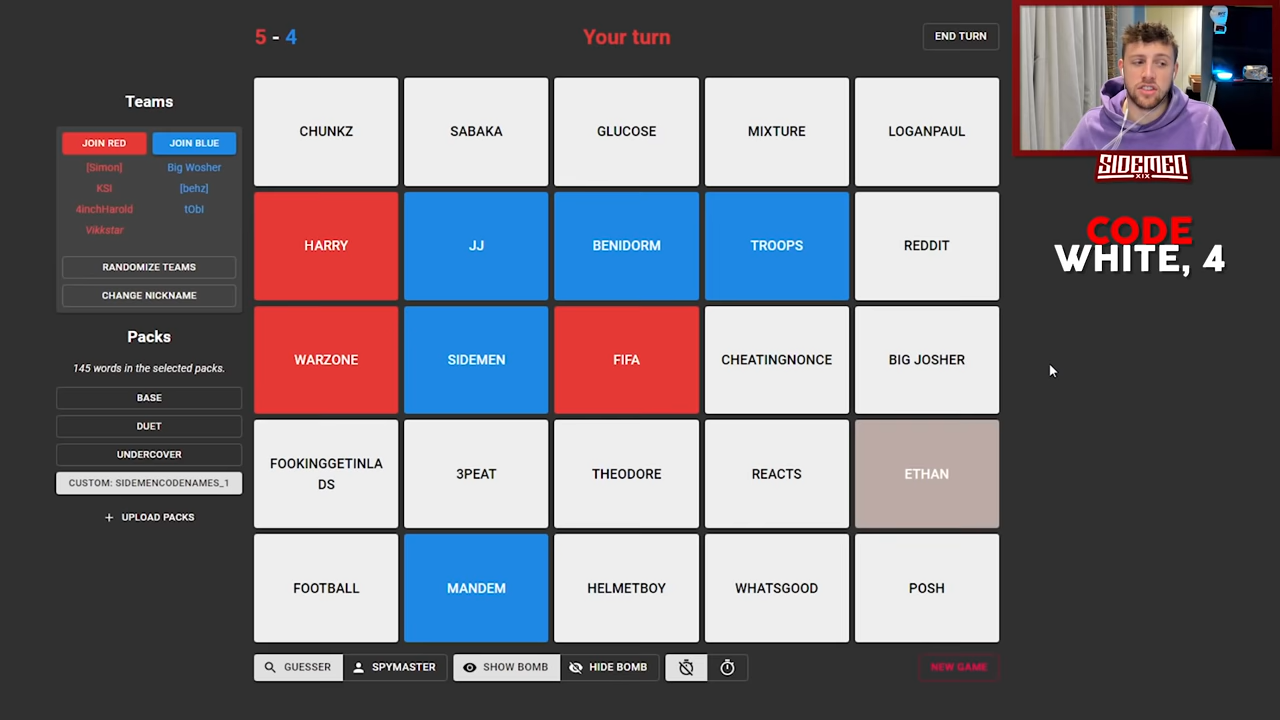 5 - 4
Your turn
END TURN
Teams
JOIN RED
JOIN BLUE
[Simon]
Big Wosher
KSI
[behz]
4inchHarold
tObI
Vikkstar
RANDOMIZE TEAMS
CHANGE NICKNAME
Packs
145 words in the selected packs.
BASE
DUET
UNDERCOVER
CUSTOM: SIDEMENCODENAMES_1
+ UPLOAD PACKS
CHUNKZ
SABAKA
GLUCOSE
MIXTURE
LOGANPAUL
HARRY
JJ
BENIDORM
TROOPS
REDDIT
WARZONE
SIDEMEN
FIFA
CHEATINGNONCE
BIG JOSHER
FOOKINGGETINLA
DS
3PEAT
THEODORE
REACTS
ETHAN
FOOTBALL
MANDEM
HELMETBOY
WHATSGOOD
POSH
GUESSER
SPYMASTER
SHOW BOMB
HIDE BOMB
NEW GAME
SIDEMEN
XIX
CODE
WHITE, 4